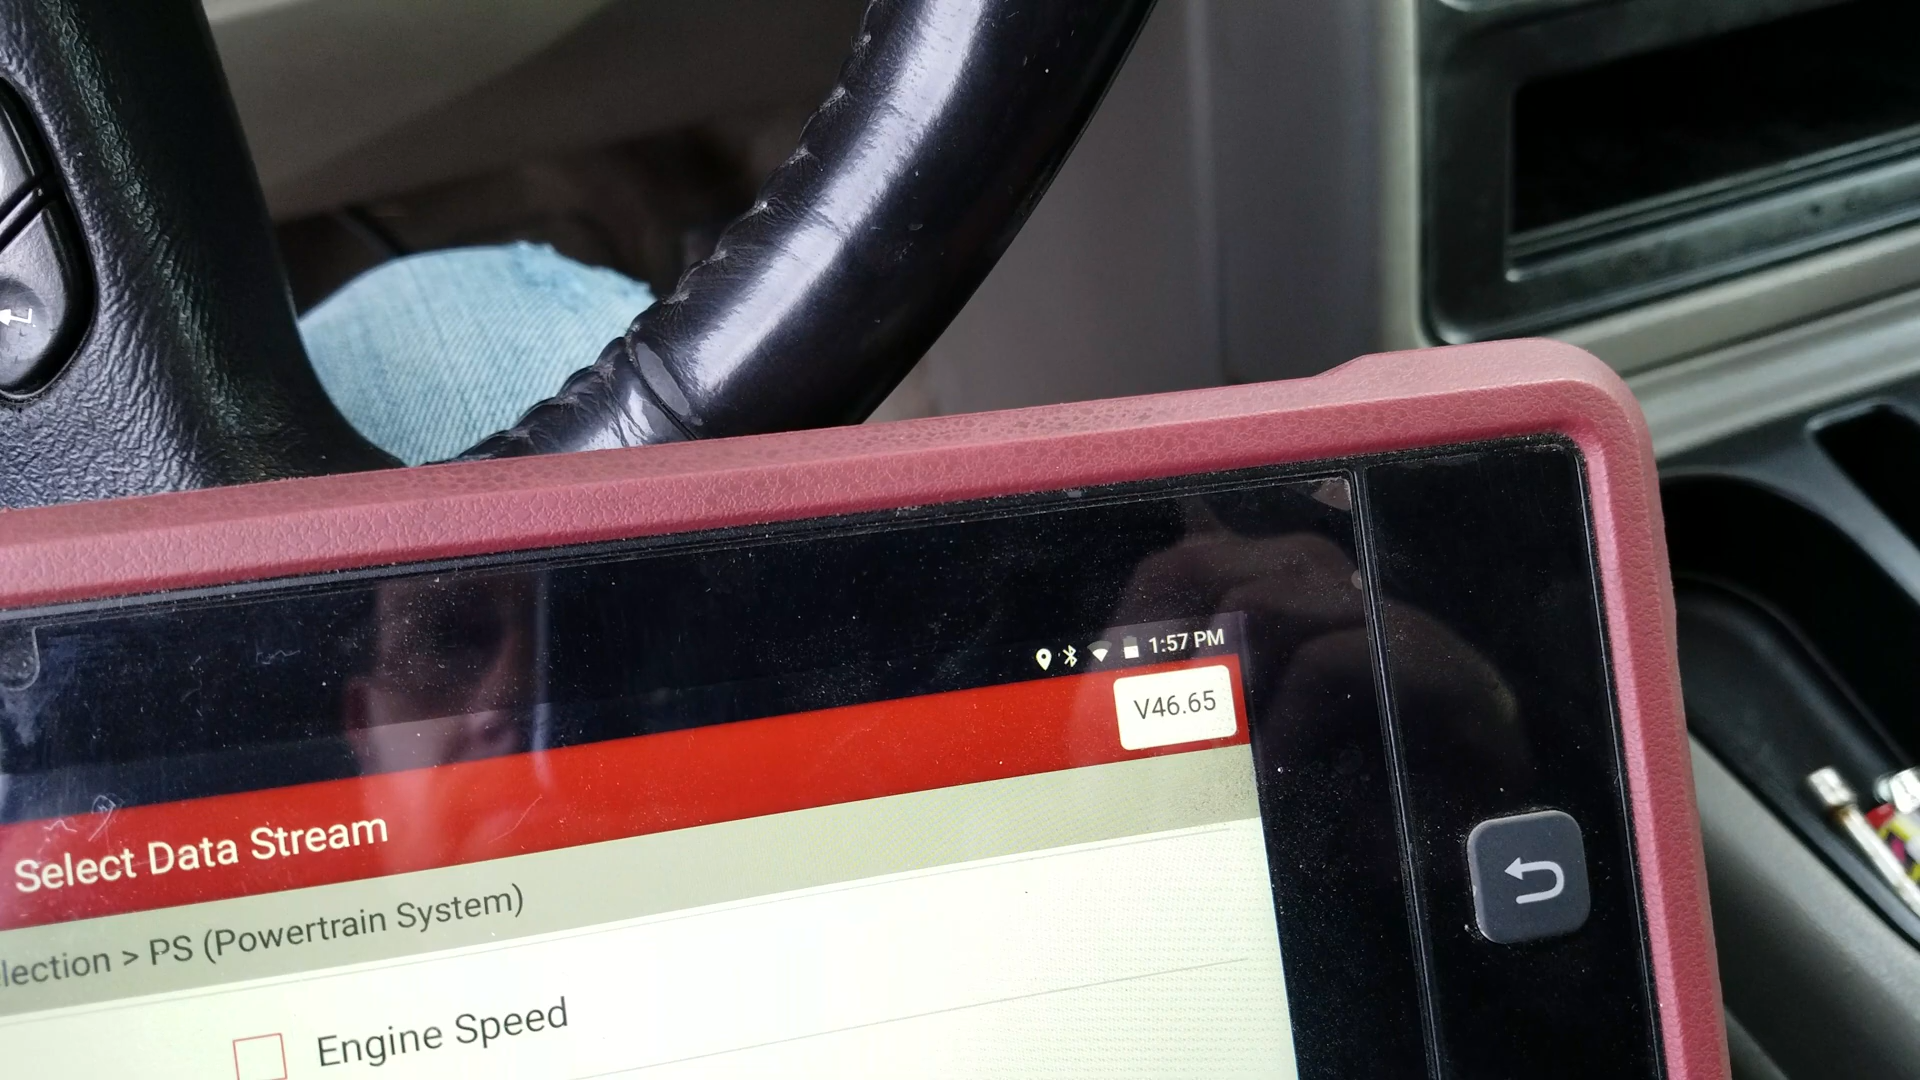 1:57 PM
V46.65
Select Data Stream
lection > PS (Powertrain System)
Engine Speed